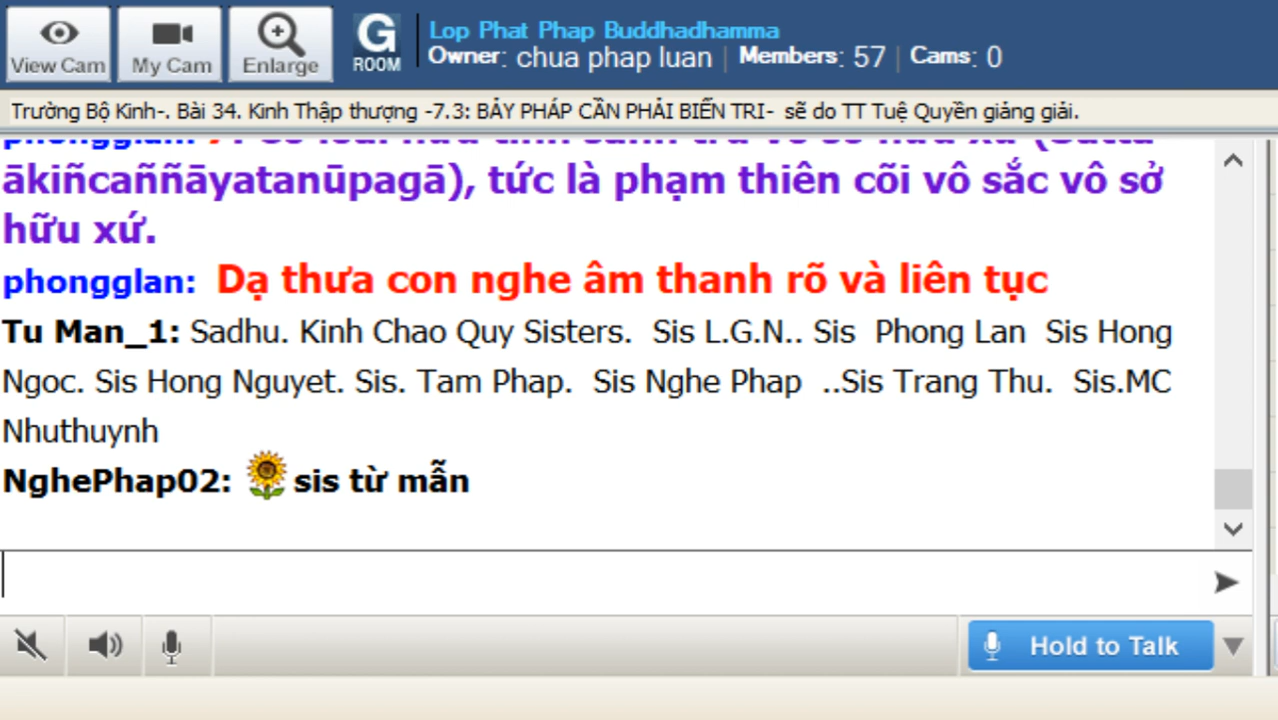 Lop Phat Phap Buddhadhamma
View Cam My Cam Enlarge G ROOM Owner: chua pháp luan | Members: 57 | Cams: 0
Trường Bộ Kinh-. Bài 34. Kinh Thập thượng -7.3: BẢY PHÁP CẦN PHẢI BIẾN TRI- sẽ do TT Tuệ Quyền giảng giải.
phongglan: 7.
ākiñcaññāyatanūpagā), tức là phạm thiên cõi vô sắc vô sở
hữu xứ.
phongglan: Dạ thưa con nghe âm thanh rõ và liên tục
Tu Man_1: Sadhu. Kinh Chao Quy Sisters. Sis L.G.N.. Sis Phong Lan Sis Hong
Ngoc. Sis Hong Nguyet. Sis. Tam Phap. Sis Nghe Phap ..Sis Trang Thu. Sis.MC
Nhuthuynh
NghePhap02: sis từ mẫn
Hold to Talk